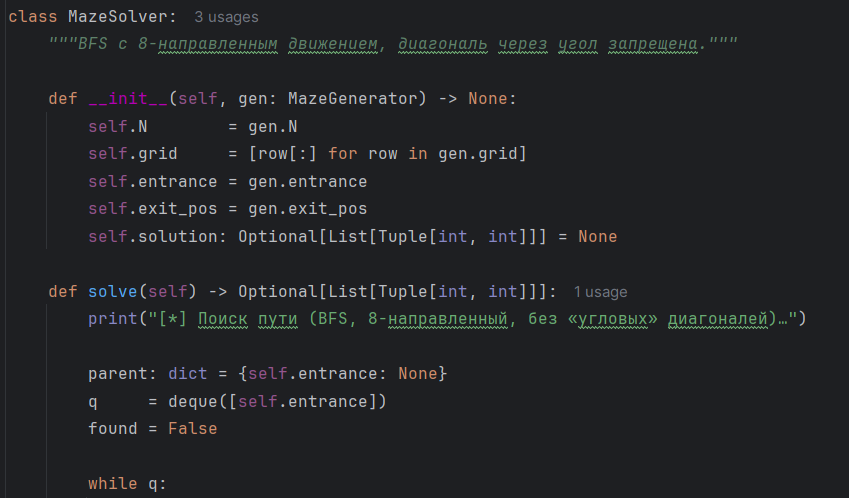 class MazeSolver: 3 usages
    """BFS с 8-направленным движением, диагональ через угол запрещена."""
    def __init__(self, gen: MazeGenerator) -> None:
        self.N        = gen.N
        self.grid     = [row[:] for row in gen.grid]
        self.entrance = gen.entrance
        self.exit_pos = gen.exit_pos
        self.solution: Optional[List[Tuple[int, int]]] = None
    def solve(self) -> Optional[List[Tuple[int, int]]]: 1 usage
        print("[*] Поиск пути (BFS, 8-направленный, без «угловых» диагоналей)…")
        parent: dict = {self.entrance: None}
        q     = deque([self.entrance])
        found = False
        while q: